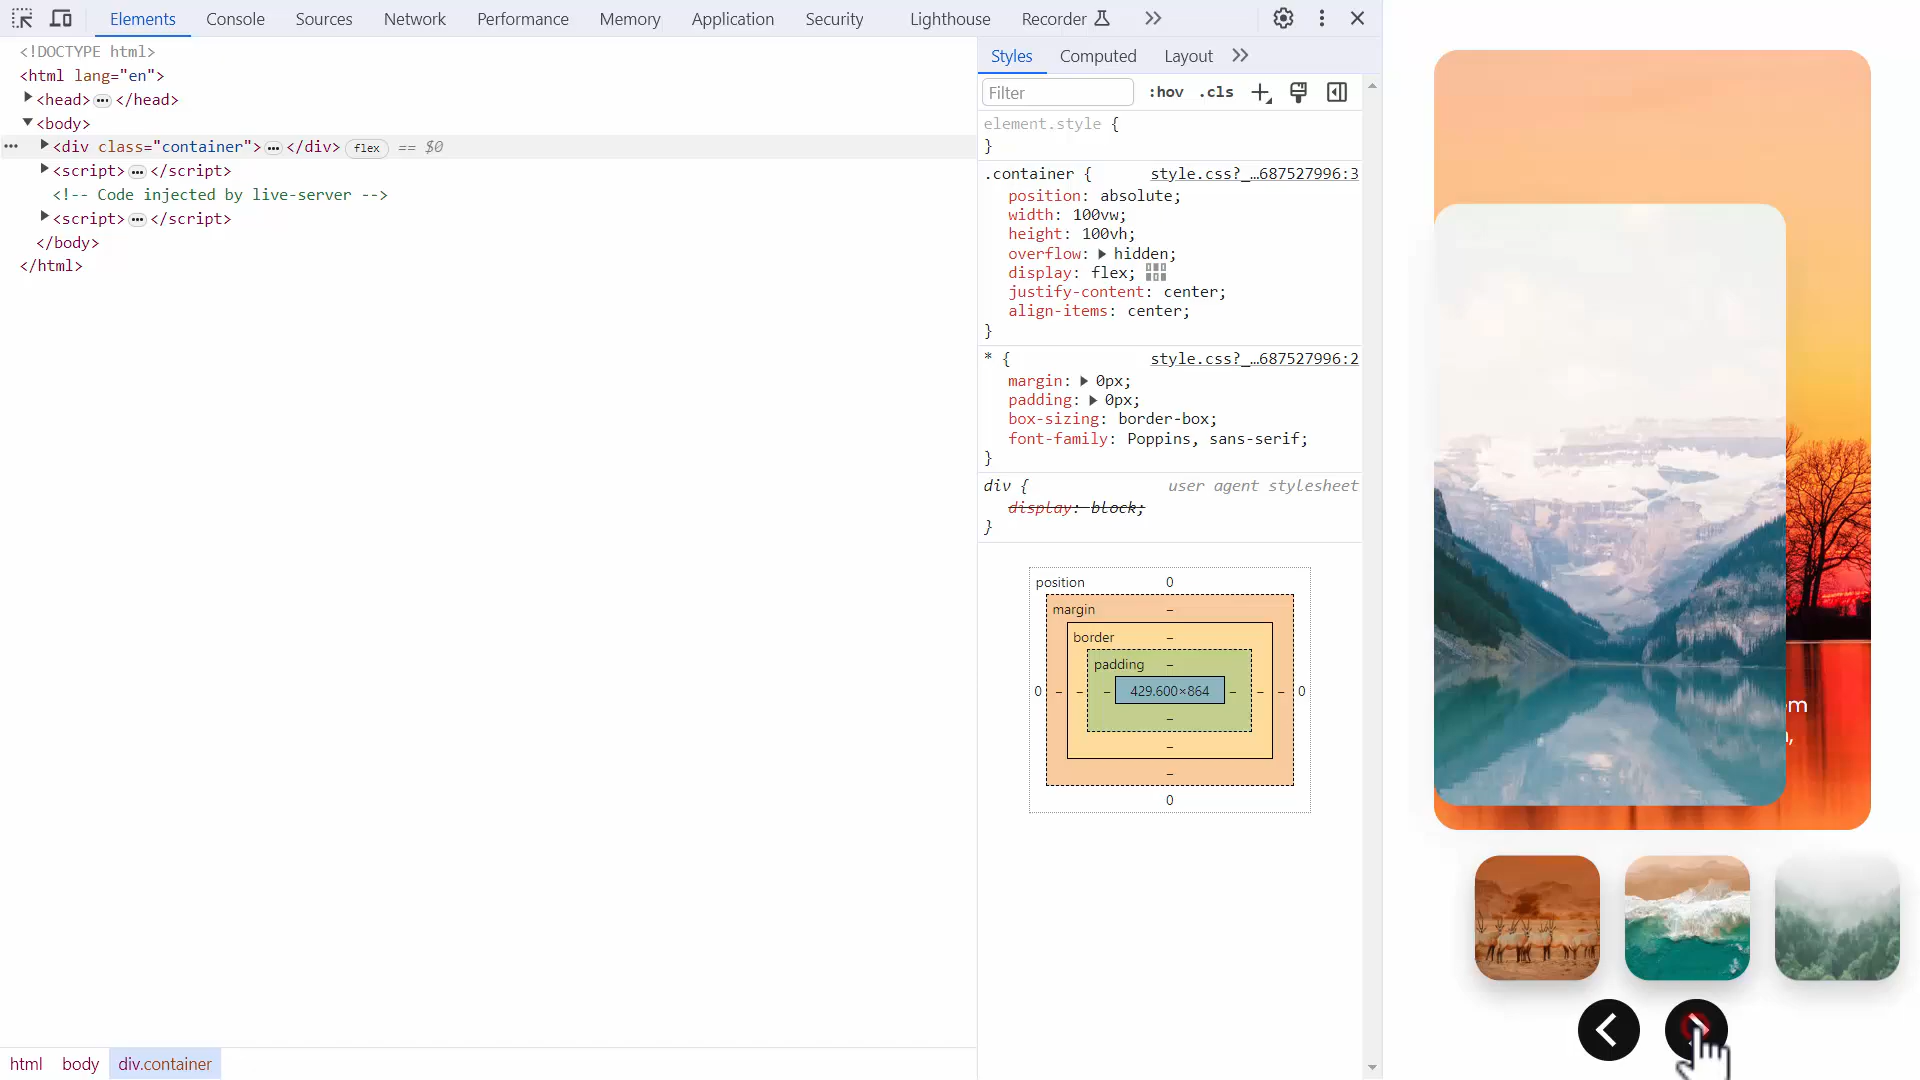 Elements Console Sources Network Performance Memory Application Security Lighthouse Recorder
<!DOCTYPE html>
<html lang="en">
<head> ••• </head>
<body>
••• <div class="container"> ••• </div> flex == $0
<script> ••• </script>
<!-- Code injected by live-server -->
<script> ••• </script>
</body>
</html>
html body div.container
Styles Computed Layout
Filter :hov .cls
element.style {
}
.container { style.css?_…687527996:3
position: absolute;
width: 100vw;
height: 100vh;
overflow: hidden;
display: flex;
justify-content: center;
align-items: center;
}
* { style.css?_…687527996:2
margin: 0px;
padding: 0px;
box-sizing: border-box;
font-family: Poppins, sans-serif;
}
div { user agent stylesheet
display: block;
}
position 0
margin –
border –
padding –
0 – – – 429.600×864 – – – 0
–
–
–
0
em